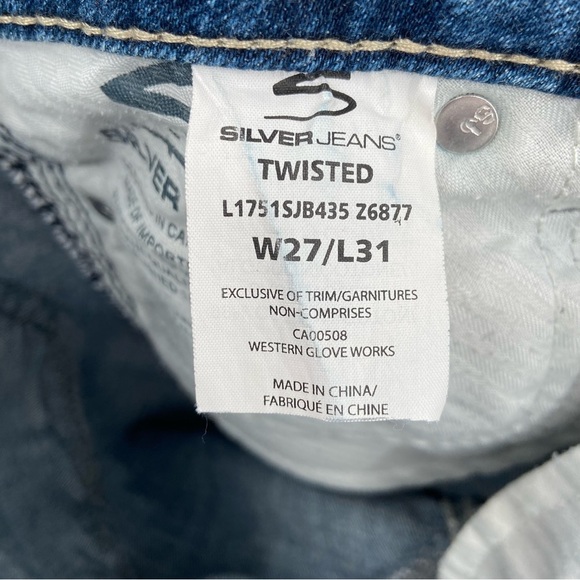 SILVER JEANS®
TWISTED
L1751SJB435 Z6877
W27/L31
EXCLUSIVE OF TRIM/GARNITURES
NON-COMPRISES
CA00508
WESTERN GLOVE WORKS
MADE IN CHINA/
FABRIQUÉ EN CHINE